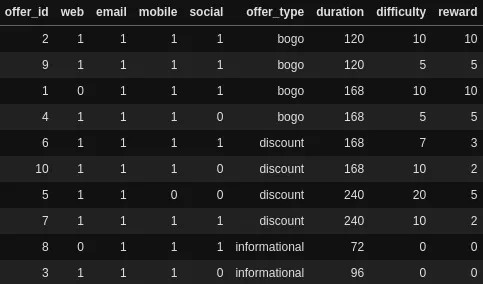 offer_id web email mobile social offer_type duration difficulty reward
2 1 1 1 1 bogo 120 10 10
9 1 1 1 1 bogo 120 5 5
1 0 1 1 1 bogo 168 10 10
4 1 1 1 0 bogo 168 5 5
6 1 1 1 1 discount 168 7 3
10 1 1 1 0 discount 168 10 2
5 1 1 0 0 discount 240 20 5
7 1 1 1 1 discount 240 10 2
8 0 1 1 1 informational 72 0 0
3 1 1 1 0 informational 96 0 0